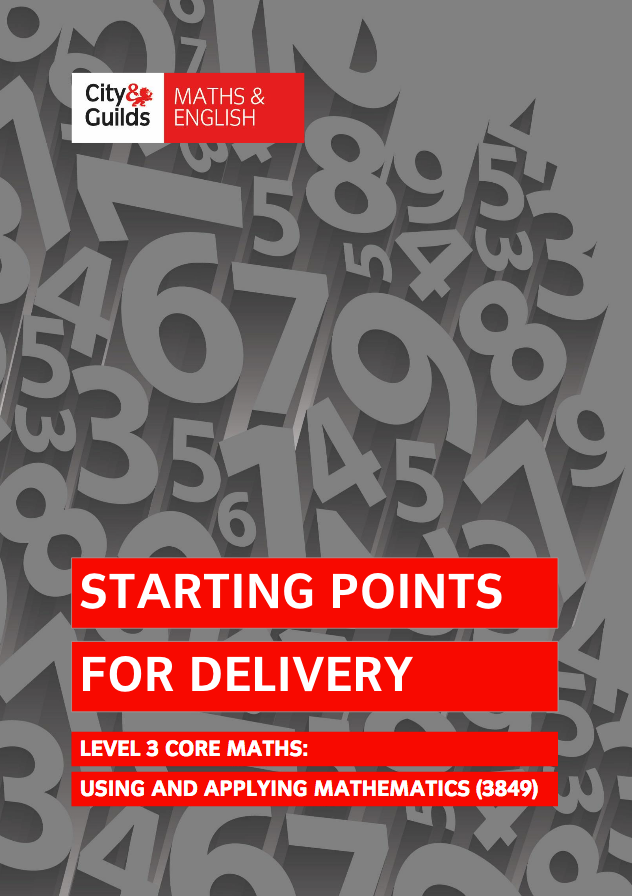 City&
Guilds
MATHS &
ENGLISH
STARTING POINTS
FOR DELIVERY
LEVEL 3 CORE MATHS:
USING AND APPLYING MATHEMATICS (3849)